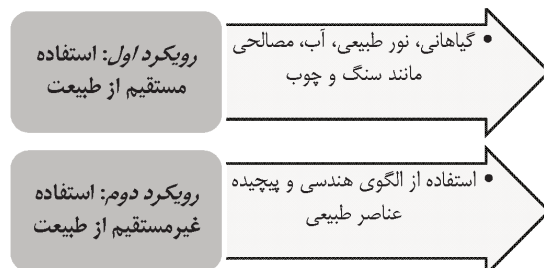 رویکرد اول: استفاده
مستقیم از طبیعت
• گیاهانی، نور طبیعی، آب، مصالحی
مانند سنگ و چوب
رویکرد دوم: استفاده
غیرمستقیم از طبیعت
• استفاده از الگوی هندسی و پیچیده
عناصر طبیعی